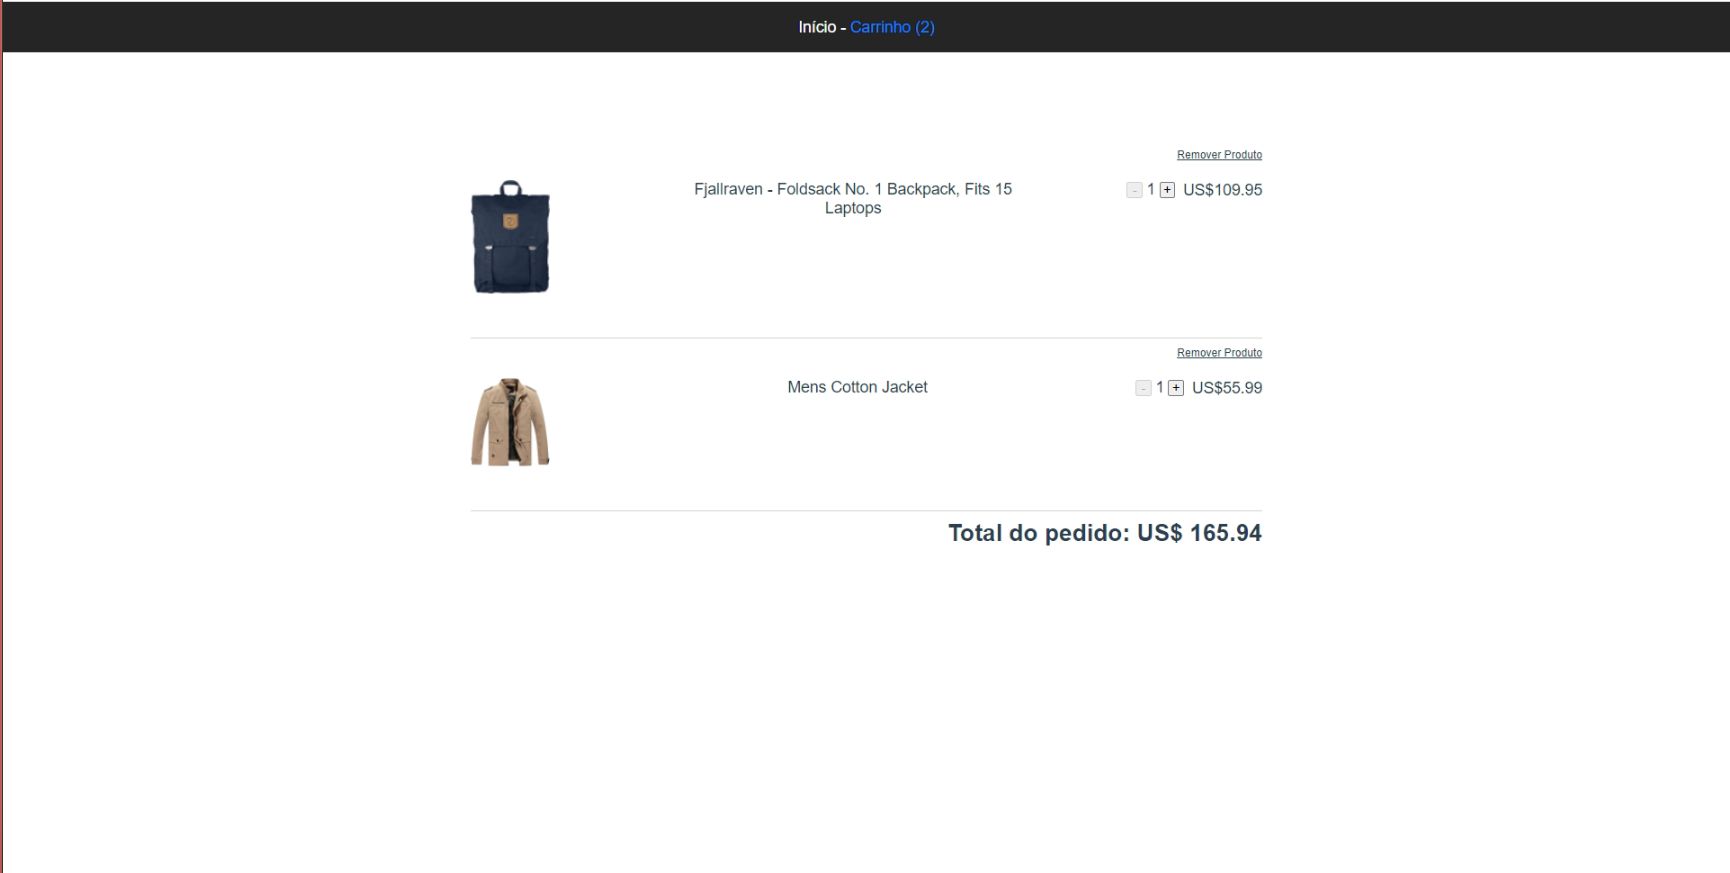 Início - Carrinho (2)
Remover Produto
Fjallraven - Foldsack No. 1 Backpack, Fits 15
Laptops
- 1 + US$109.95
Remover Produto
Mens Cotton Jacket
- 1 + US$55.99
Total do pedido: US$ 165.94